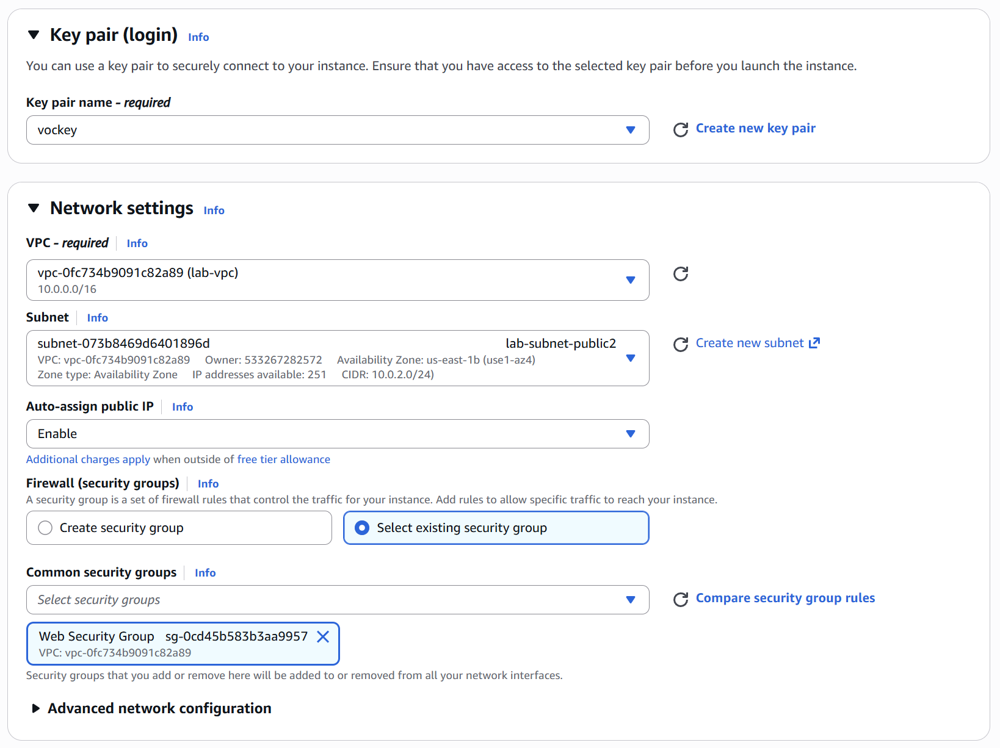 Key pair (login) Info
You can use a key pair to securely connect to your instance. Ensure that you have access to the selected key pair before you launch the instance.
Key pair name - required
vockey
Create new key pair
Network settings Info
VPC - required Info
vpc-0fc734b9091c82a89 (lab-vpc)
10.0.0.0/16
Subnet Info
subnet-073b8469d6401896d lab-subnet-public2
VPC: vpc-0fc734b9091c82a89 Owner: 533267282572 Availability Zone: us-east-1b (use1-az4)
Zone type: Availability Zone IP addresses available: 251 CIDR: 10.0.2.0/24)
Create new subnet
Auto-assign public IP Info
Enable
Additional charges apply when outside of free tier allowance
Firewall (security groups) Info
A security group is a set of firewall rules that control the traffic for your instance. Add rules to allow specific traffic to reach your instance.
Create security group Select existing security group
Common security groups Info
Select security groups
Compare security group rules
Web Security Group sg-0cd45b583b3aa9957
VPC: vpc-0fc734b9091c82a89
Security groups that you add or remove here will be added to or removed from all your network interfaces.
Advanced network configuration